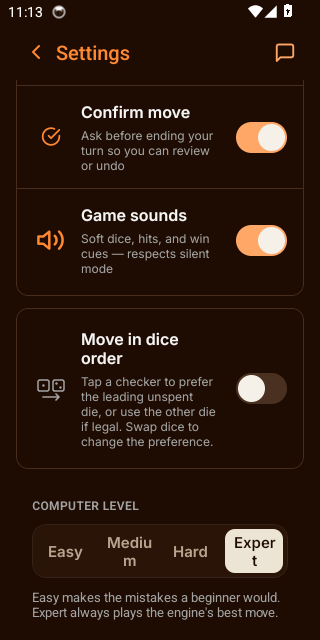 11:13
Settings
Confirm move
Ask before ending your
turn so you can review
or undo
Game sounds
Soft dice, hits, and win
cues — respects silent
mode
Move in dice
order
Tap a checker to prefer
the leading unspent
die, or use the other die
if legal. Swap dice to
change the preference.
COMPUTER LEVEL
Easy
Mediu
m
Hard
Exper
t
Easy makes the mistakes a beginner would.
Expert always plays the engine's best move.